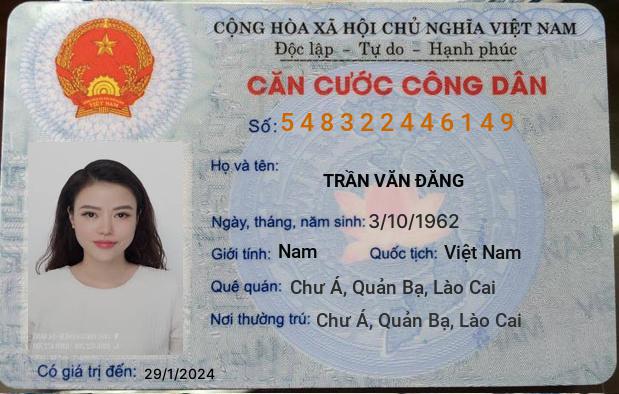 CỘNG HÒA XÃ HỘI CHỦ NGHĨA VIỆT NAM
Độc lập - Tự do - Hạnh phúc
CĂN CƯỚC CÔNG DÂN
Số: 548322446149
Họ và tên:
TRẦN VĂN ĐĂNG
Ngày, tháng, năm sinh: 3/10/1962
Giới tính: Nam Quốc tịch: Việt Nam
Quê quán: Chư Á, Quản Bạ, Lào Cai
Nơi thường trú: Chư Á, Quản Bạ, Lào Cai
Có giá trị đến: 29/1/2024
VIỆT NAM